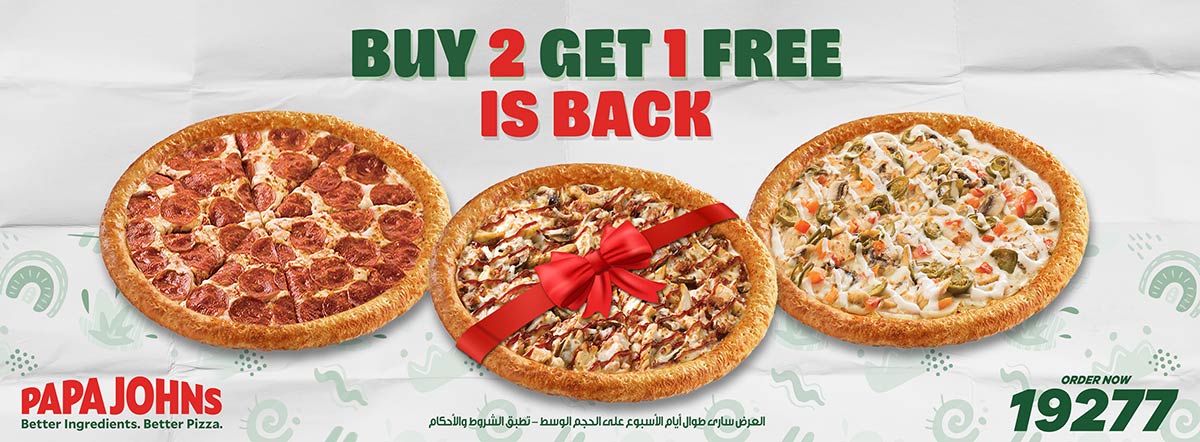 BUY 2 GET 1 FREE
IS BACK
PAPA JOHNS
Better Ingredients. Better Pizza.
العرض سارى طوال أيام الأسبوع على الحجم الوسط - تطبق الشروط والأحكام
ORDER NOW
19277